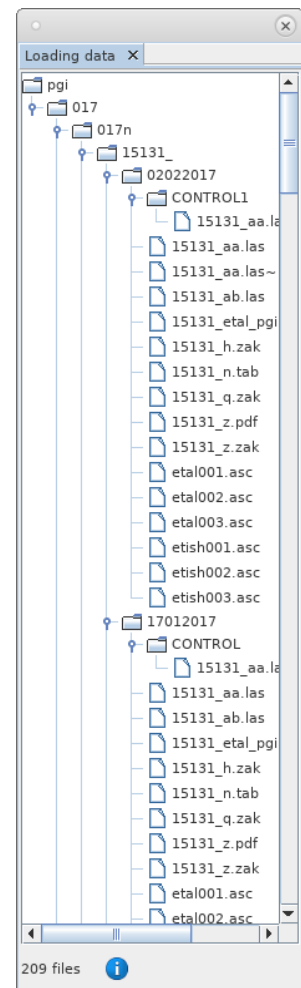 Loading data
pgi
017
017n
15131_
02022017
CONTROL1
15131_aa.la
15131_aa.las
15131_aa.las~
15131_ab.las
15131_etal_pgi
15131_h.zak
15131_n.tab
15131_q.zak
15131_z.pdf
15131_z.zak
etal001.asc
etal002.asc
etal003.asc
etish001.asc
etish002.asc
etish003.asc
17012017
CONTROL
15131_aa.la
15131_aa.las
15131_ab.las
15131_etal_pgi
15131_h.zak
15131_n.tab
15131_q.zak
15131_z.pdf
15131_z.zak
etal001.asc
etal002.asc
209 files